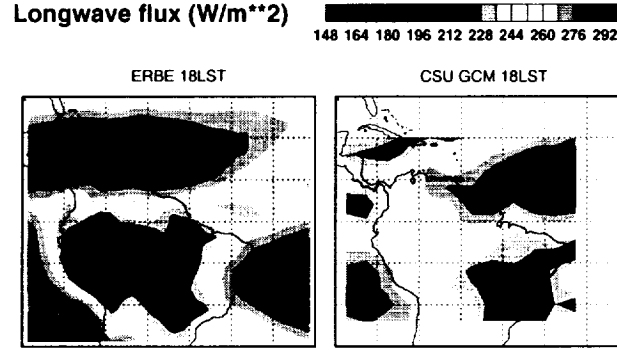 Longwave flux (W/m**2)
148 164 180 196 212 228 244 260 276 292
ERBE 18LST
CSU GCM 18LST